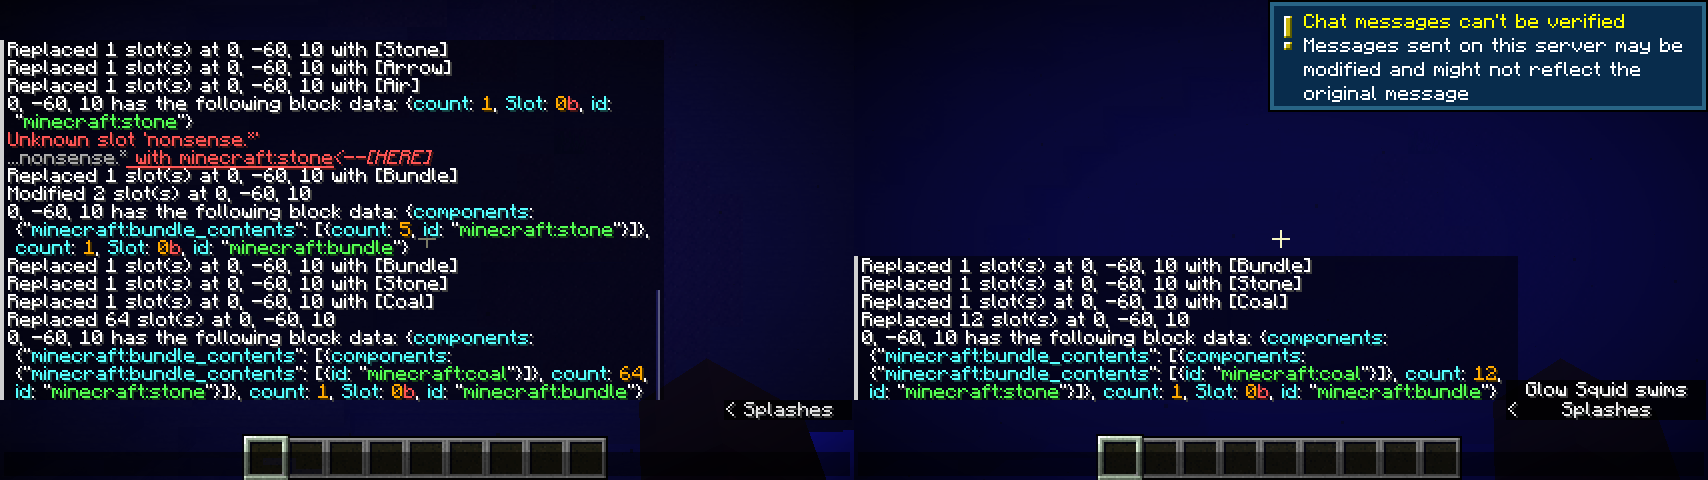 Replaced 1 slot(s) at 0, -60, 10 with [Stone]
Replaced 1 slot(s) at 0, -60, 10 with [Arrow]
Replaced 1 slot(s) at 0, -60, 10 with [Air]
0, -60, 10 has the following block data: {count: 1, Slot: 0b, id:
"minecraft:stone"}
Unknown slot 'nonsense.*'
...nonsense.* with minecraft:stone<--[HERE]
Replaced 1 slot(s) at 0, -60, 10 with [Bundle]
Modified 2 slot(s) at 0, -60, 10
0, -60, 10 has the following block data: {components:
{"minecraft:bundle_contents": [{count: 5, id: "minecraft:stone"}]},
count: 1, Slot: 0b, id: "minecraft:bundle"}
Replaced 1 slot(s) at 0, -60, 10 with [Bundle]
Replaced 1 slot(s) at 0, -60, 10 with [Stone]
Replaced 1 slot(s) at 0, -60, 10 with [Coal]
Replaced 64 slot(s) at 0, -60, 10
0, -60, 10 has the following block data: {components:
{"minecraft:bundle_contents": [{components:
{"minecraft:bundle_contents": [{id: "minecraft:coal"}]}, count: 64,
id: "minecraft:stone"}]}, count: 1, Slot: 0b, id: "minecraft:bundle"}
< Splashes
Chat messages can't be verified
Messages sent on this server may be
modified and might not reflect the
original message
Replaced 1 slot(s) at 0, -60, 10 with [Bundle]
Replaced 1 slot(s) at 0, -60, 10 with [Stone]
Replaced 1 slot(s) at 0, -60, 10 with [Coal]
Replaced 12 slot(s) at 0, -60, 10
0, -60, 10 has the following block data: {components:
{"minecraft:bundle_contents": [{components:
{"minecraft:bundle_contents": [{id: "minecraft:coal"}]}, count: 12,
id: "minecraft:stone"}]}, count: 1, Slot: 0b, id: "minecraft:bundle"}
Glow Squid swims
< Splashes